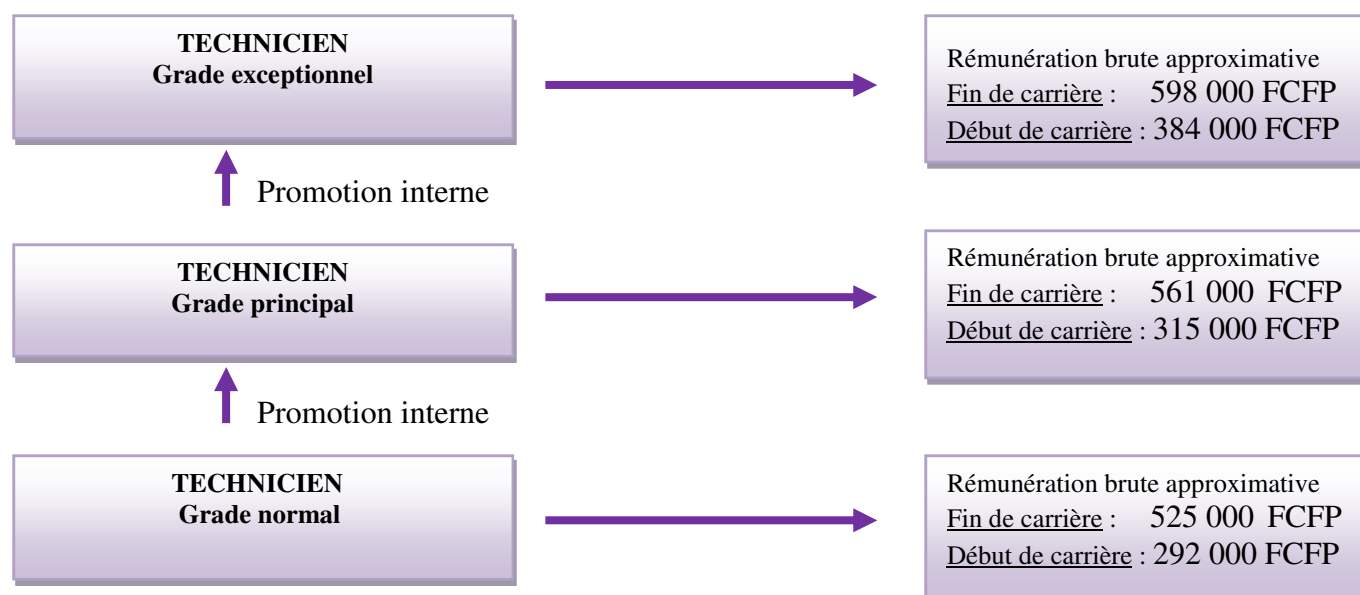 TECHNICIEN
Grade exceptionnel
Rémunération brute approximative
Fin de carrière : 598 000 FCFP
Début de carrière : 384 000 FCFP
Promotion interne
TECHNICIEN
Grade principal
Rémunération brute approximative
Fin de carrière : 561 000 FCFP
Début de carrière : 315 000 FCFP
Promotion interne
TECHNICIEN
Grade normal
Rémunération brute approximative
Fin de carrière : 525 000 FCFP
Début de carrière : 292 000 FCFP